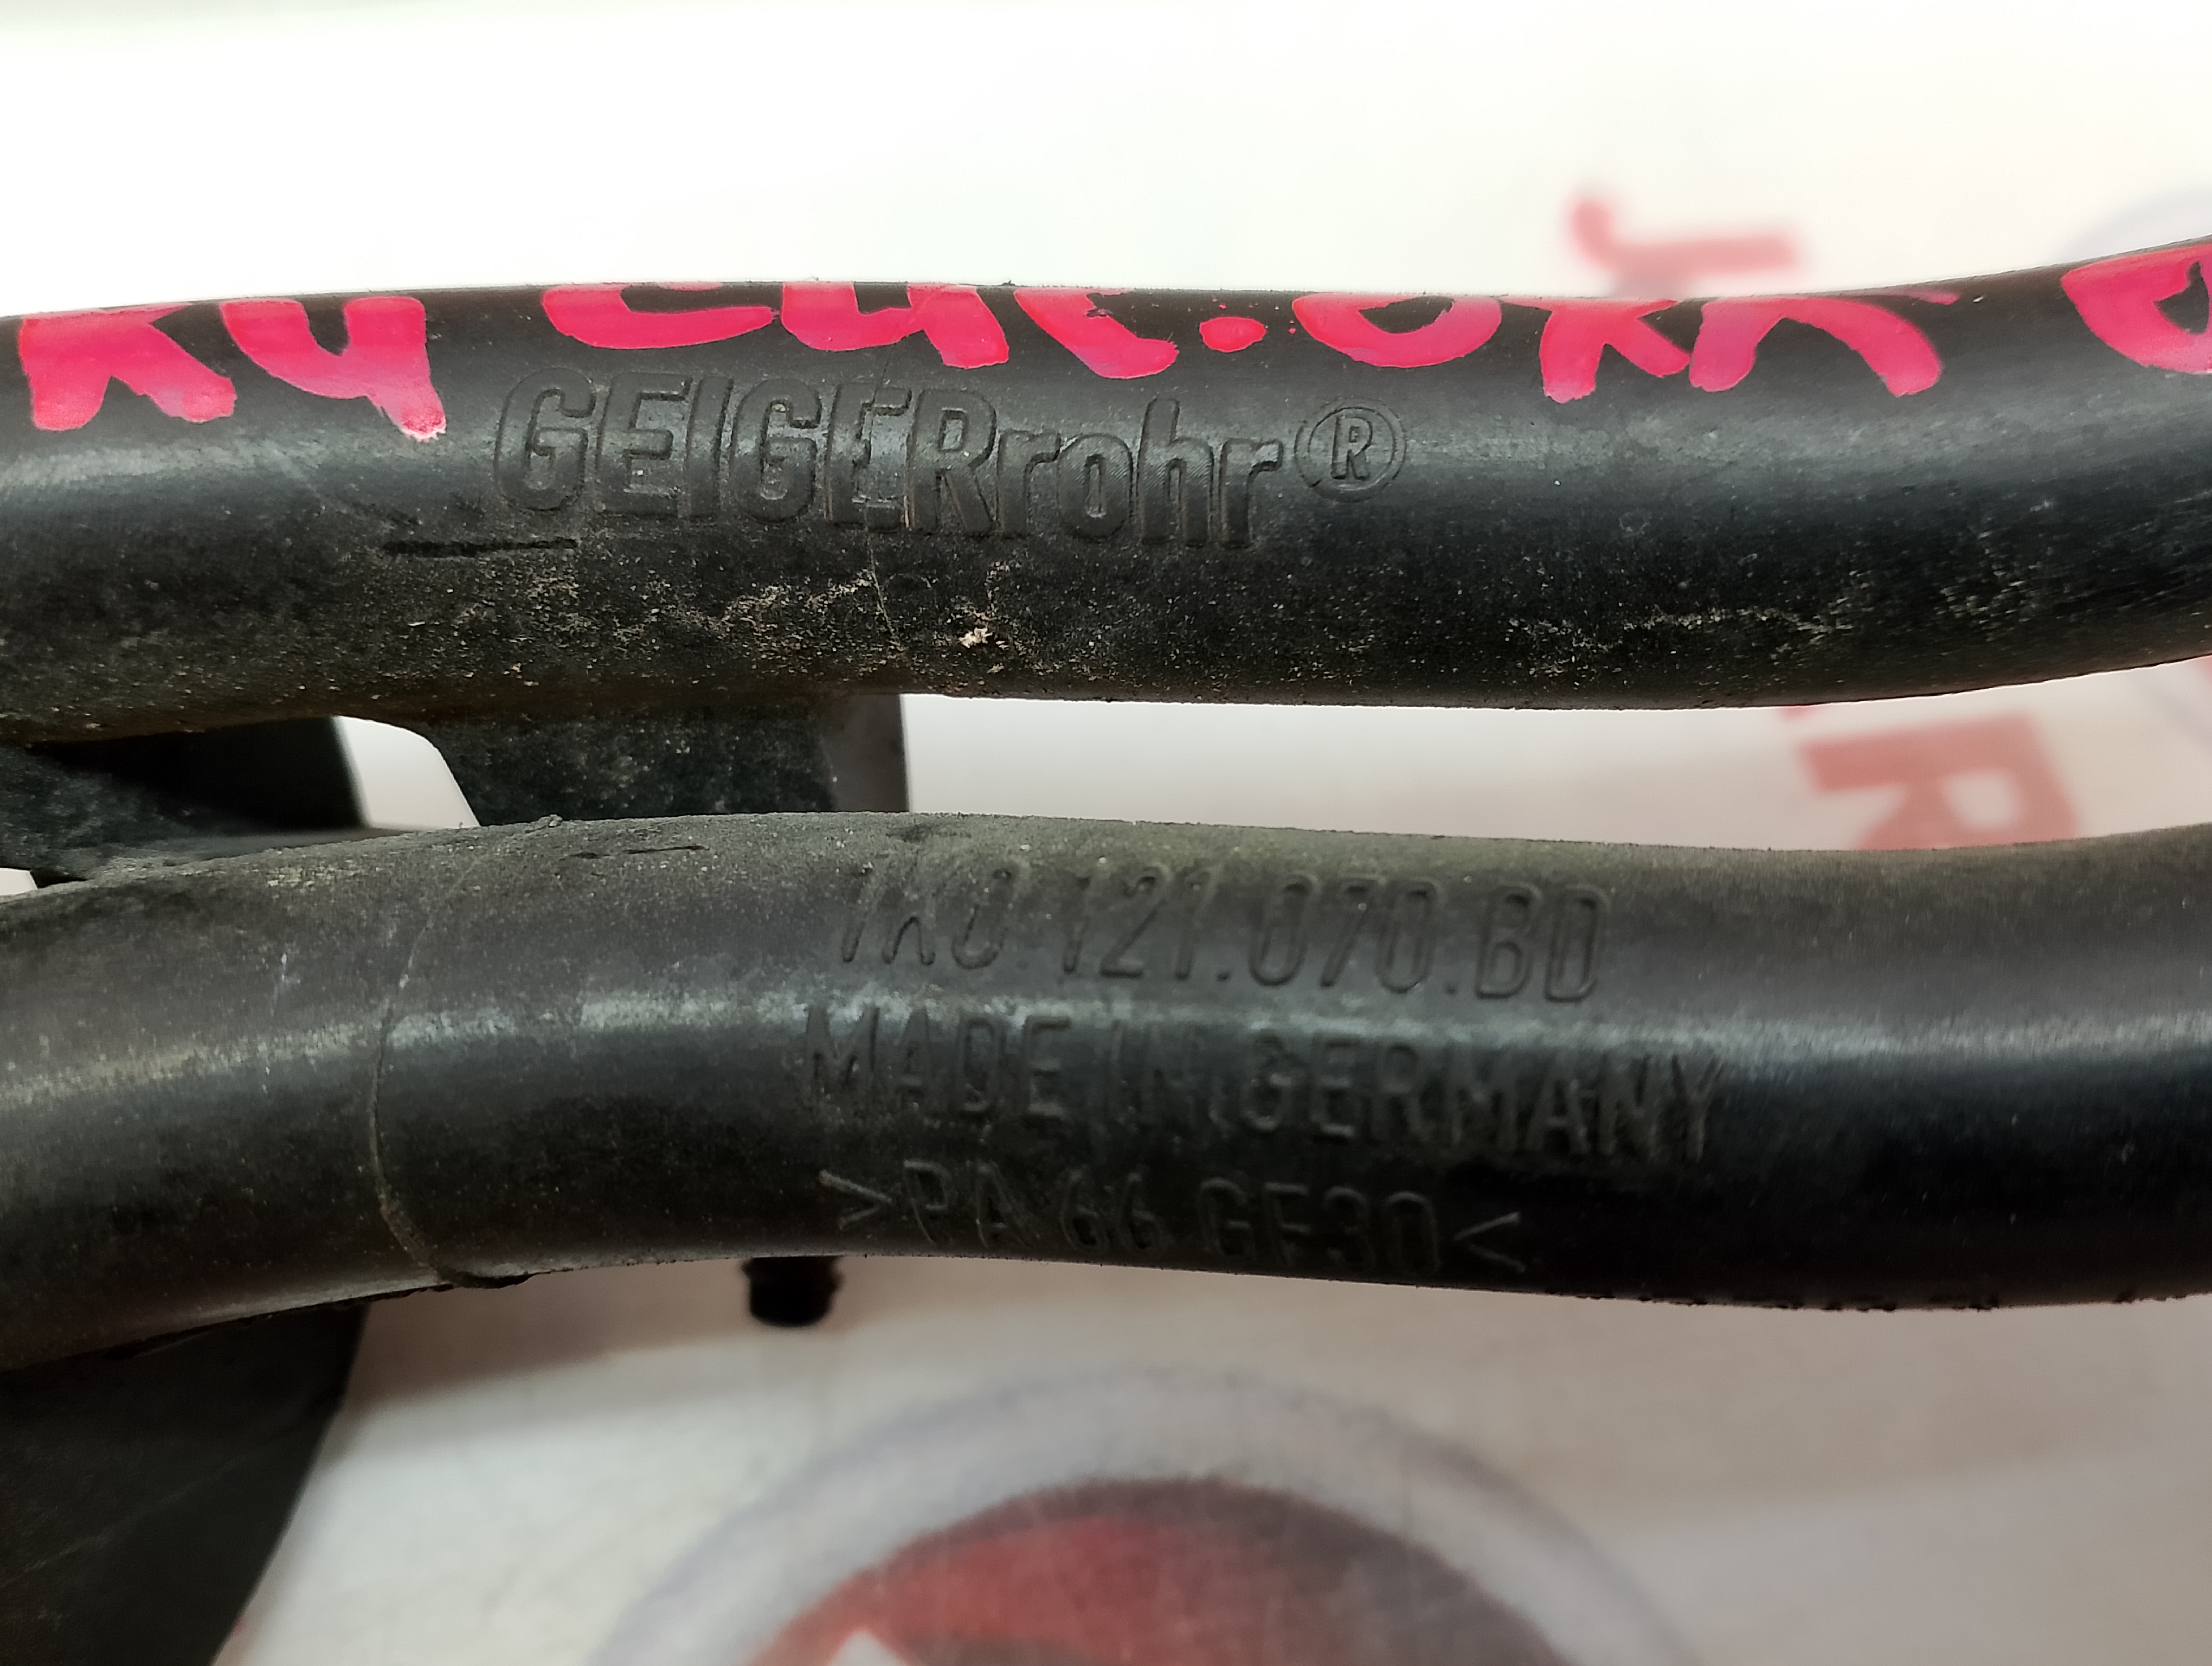 GEIGERrohr®
1K0.121.070.BD
MADE IN GERMANY
>PA 66 GF30<